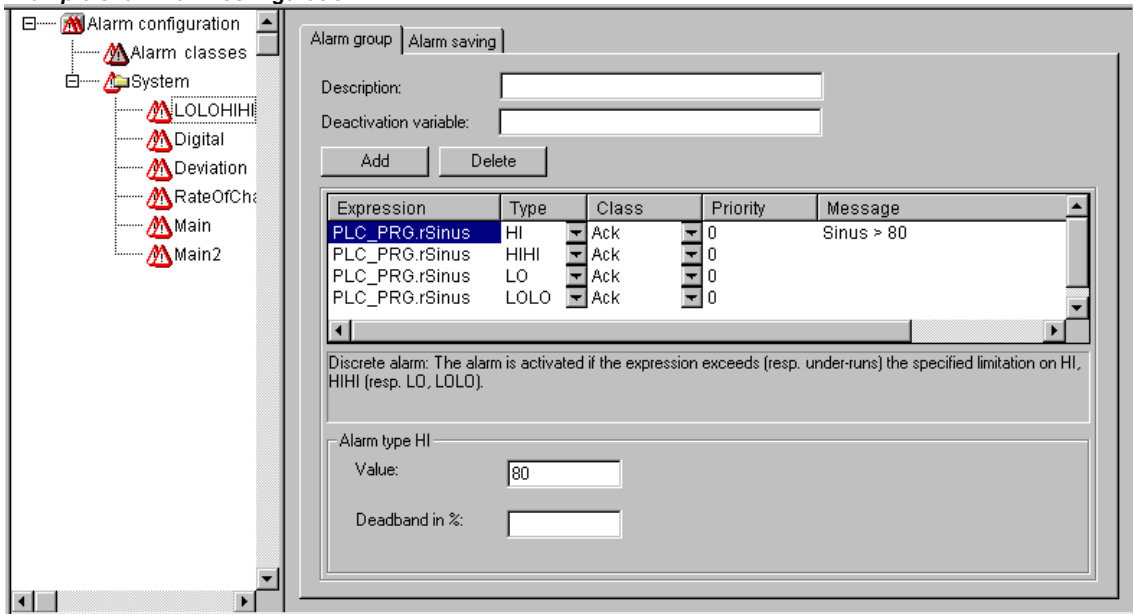 Alarm configuration
Alarm classes
System
LOLOHIHI
Digital
Deviation
RateOfCha
Main
Main2
Alarm group Alarm saving
Description:
Deactivation variable:
Add Delete
Expression Type Class Priority Message
PLC_PRG.rSinus HI Ack 0 Sinus > 80
PLC_PRG.rSinus HIHI Ack 0
PLC_PRG.rSinus LO Ack 0
PLC_PRG.rSinus LOLO Ack 0
Discrete alarm: The alarm is activated if the expression exceeds (resp. under-runs) the specified limitation on HI,
HIHI (resp. LO, LOLO).
Alarm type HI
Value: 80
Deadband in %: